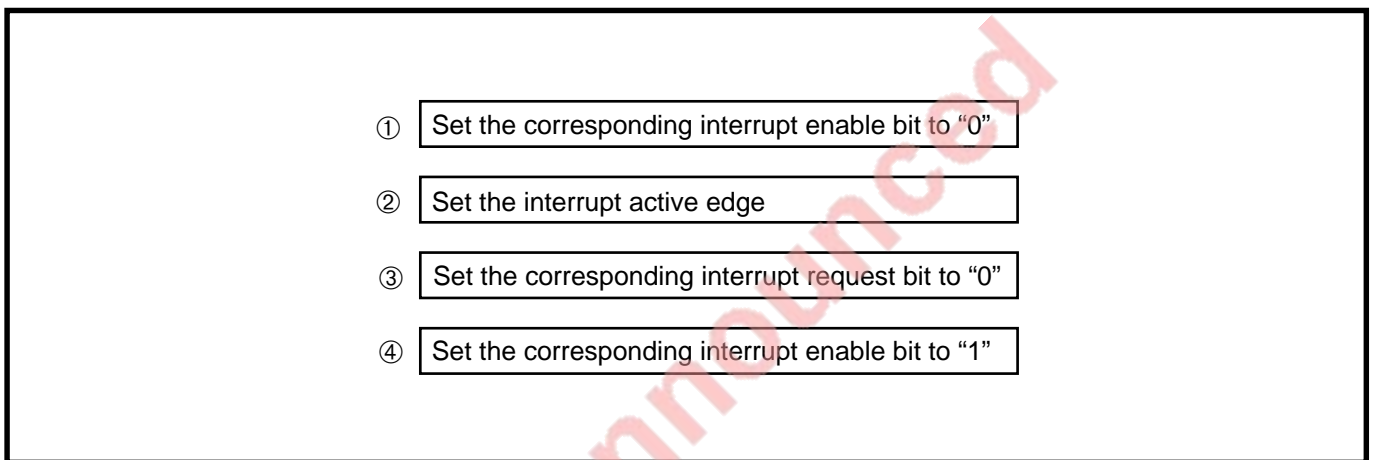 ① Set the corresponding interrupt enable bit to “0”
② Set the interrupt active edge
③ Set the corresponding interrupt request bit to “0”
④ Set the corresponding interrupt enable bit to “1”
nnounced